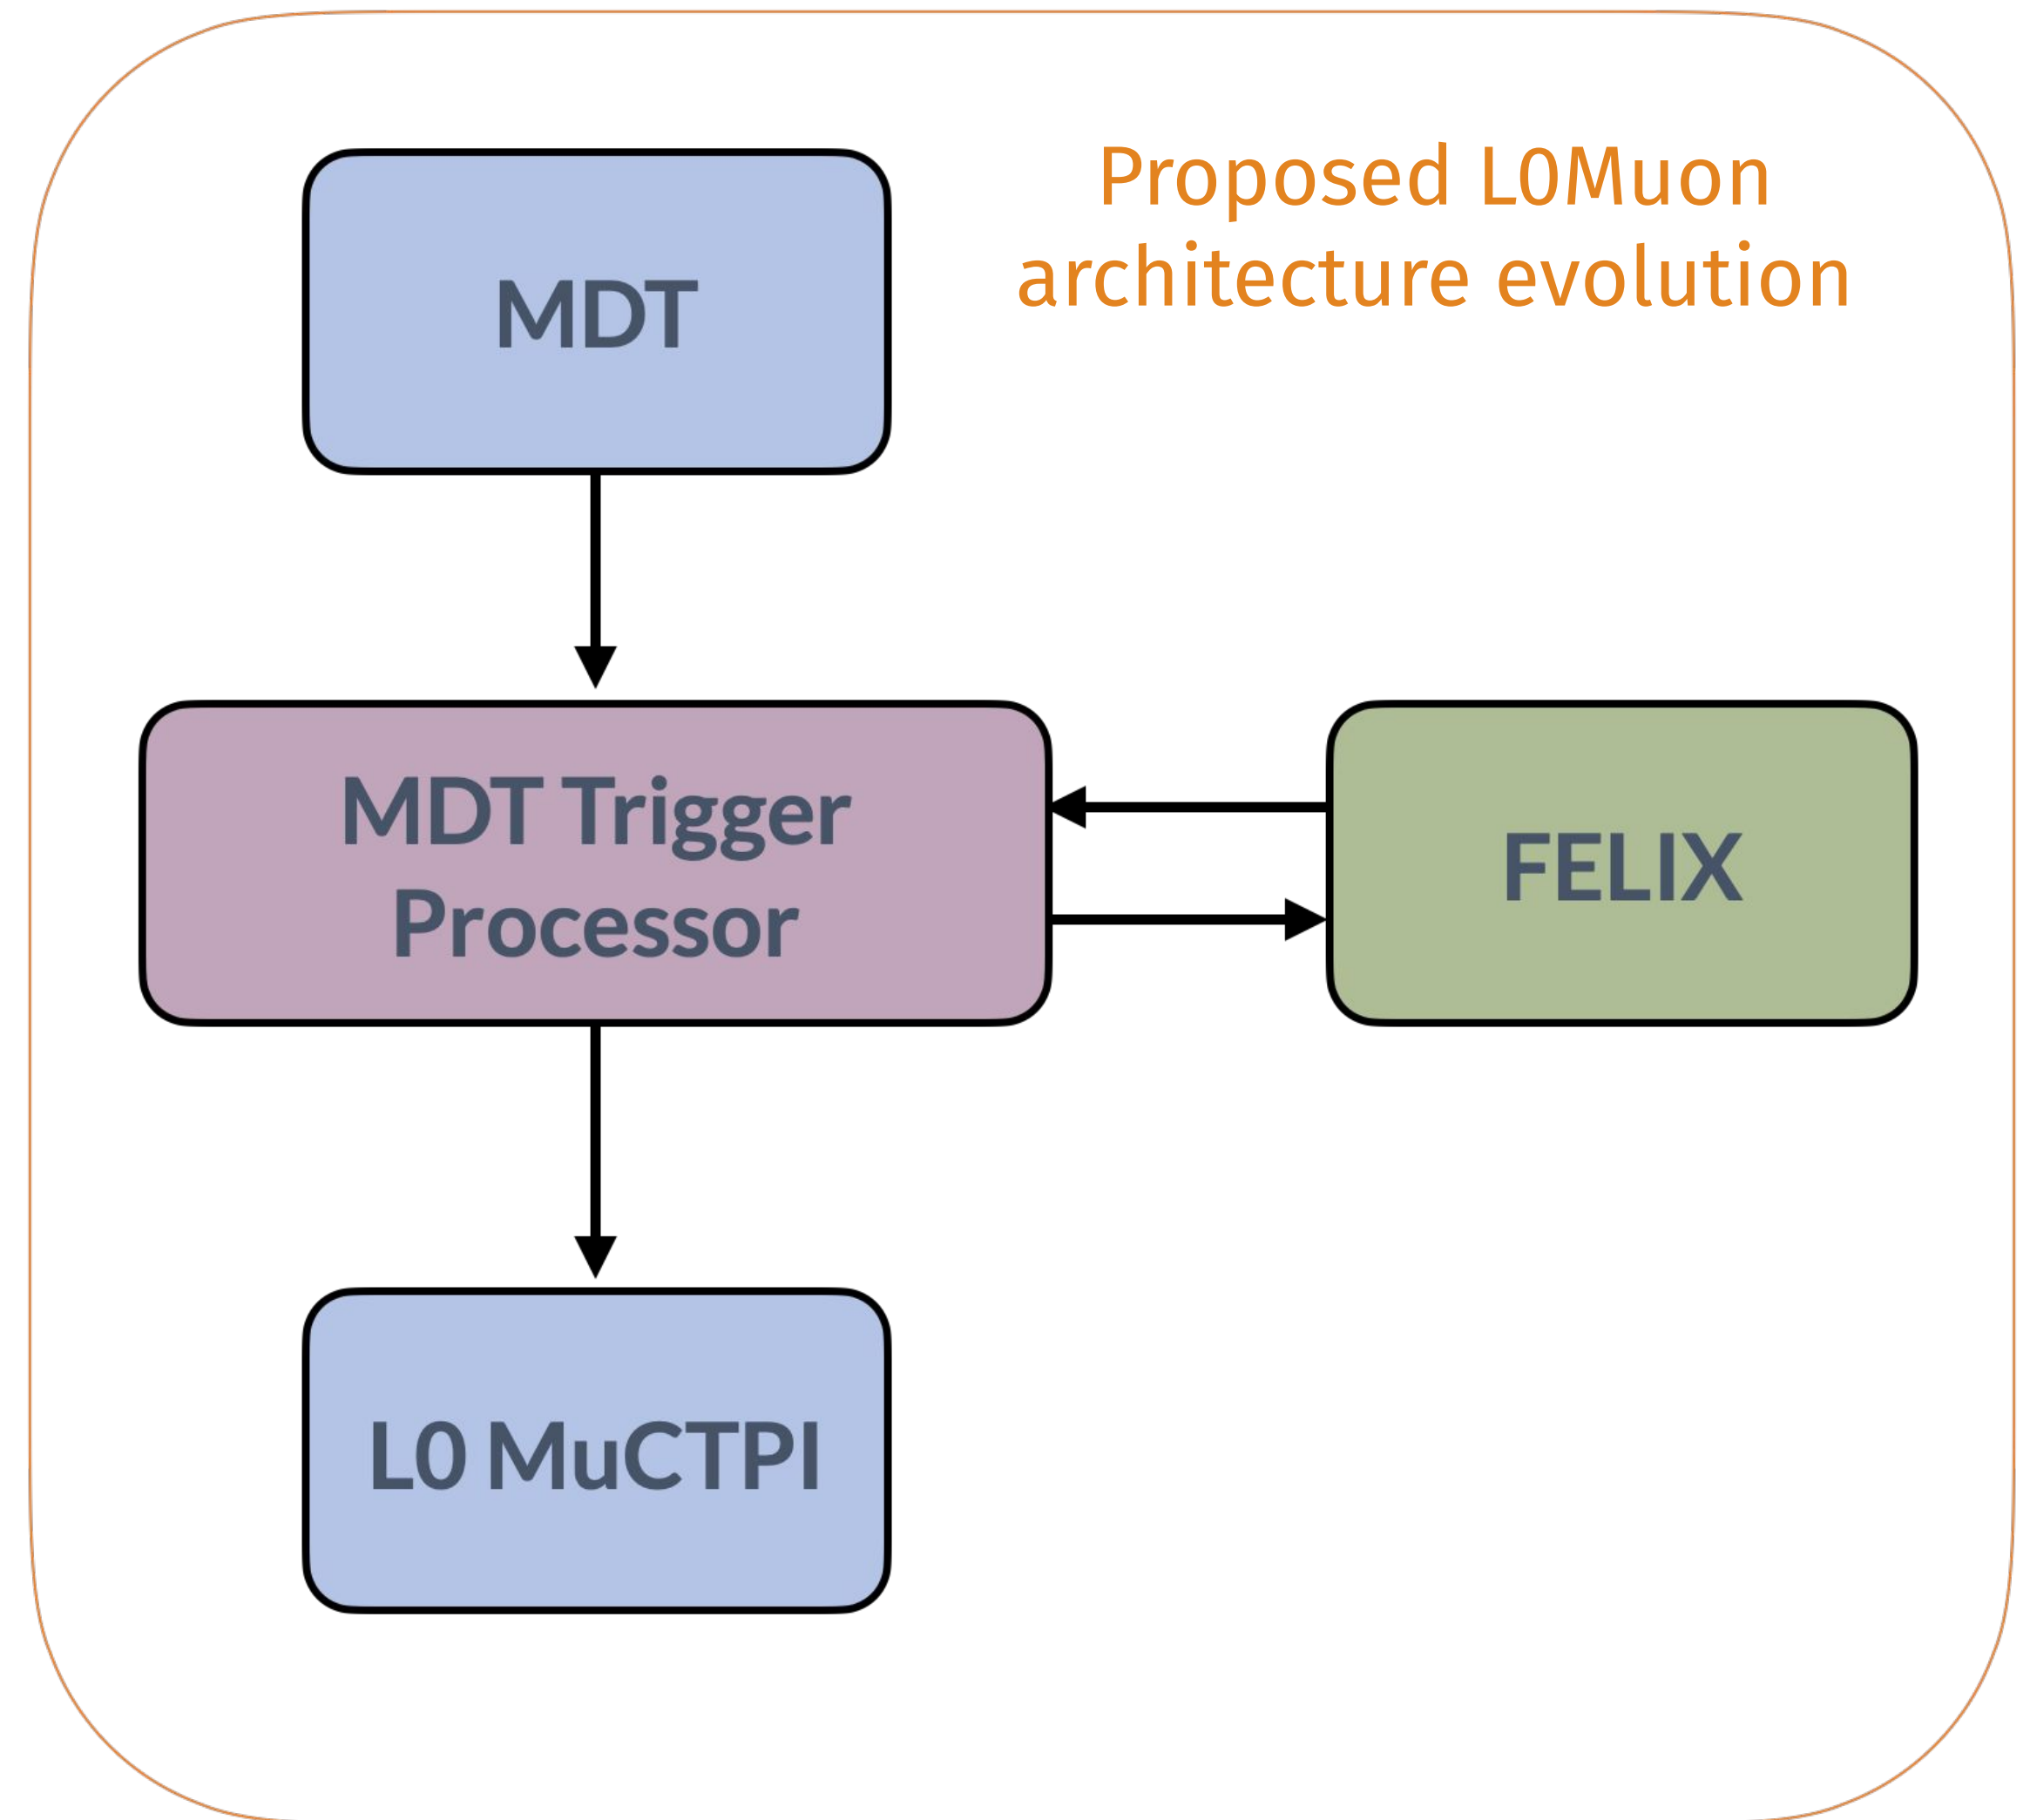 Proposed L0Muon
architecture evolution
MDT
MDT Trigger
Processor
FELIX
L0 MuCTPI